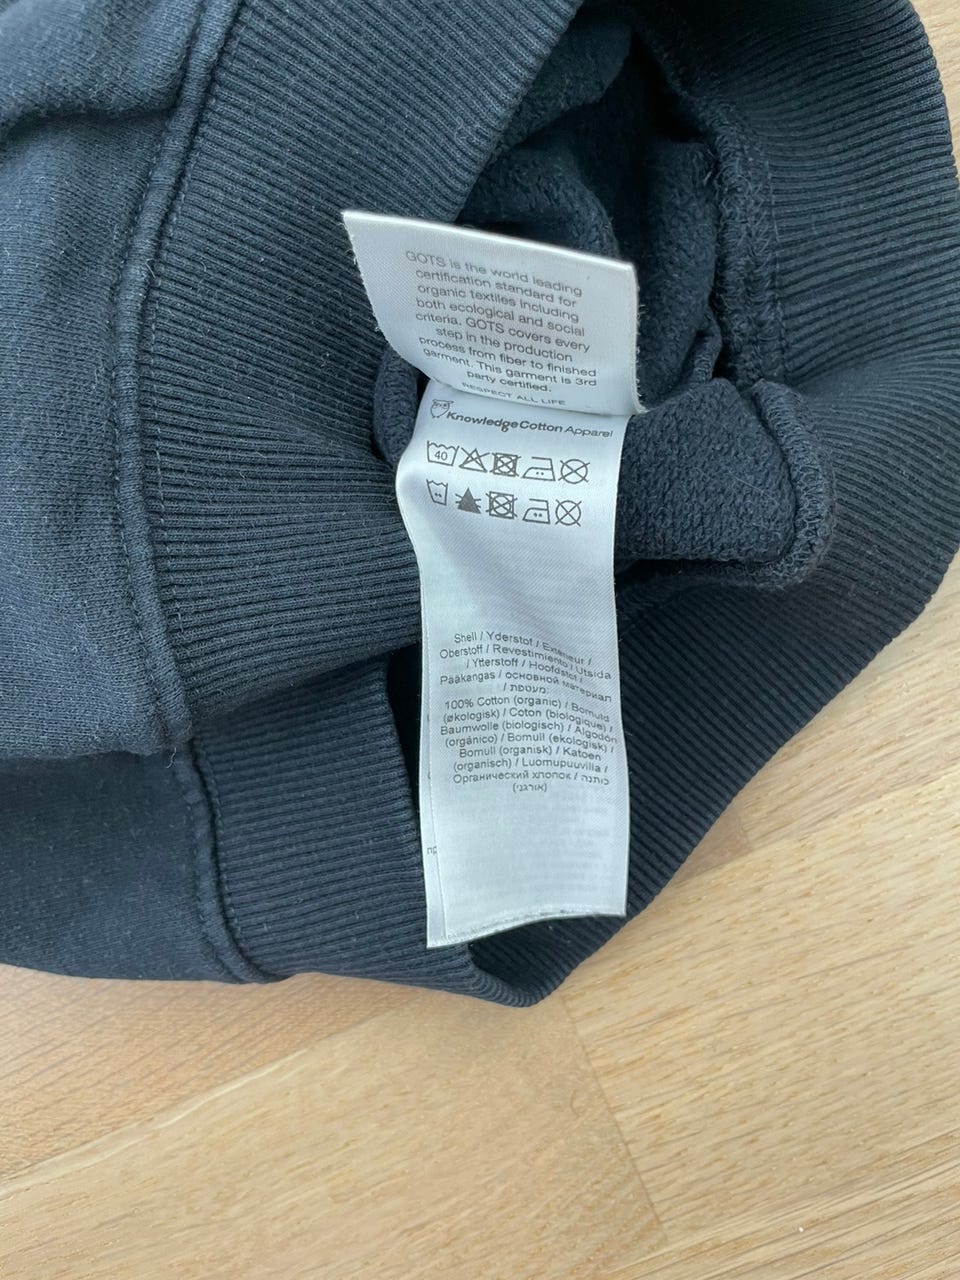 GOTS is the world leading
certification standard for
organic textiles including
both ecological and social
criteria. GOTS covers every
step in the production
process from fiber to finished
garment. This garment is 3rd
party certified.
RESPECT ALL LIFE
KnowledgeCotton Apparel
40
Shell / Yderstof / Extérieur /
Oberstoff / Revestimiento / Utsida
/ Ytterstoff / Hoofdstof /
Pääkangas / основной материал
/ מעטפת
100% Cotton (organic) / Bomuld
(økologisk) / Coton (biologique) /
Baumwolle (biologisch) / Algodón
(orgánico) / Bomull (ekologisk) /
Bomull (organisk) / Katoen
(organisch) / Luomupuuvilla /
Органический хлопок / כותנה
(אורגני)